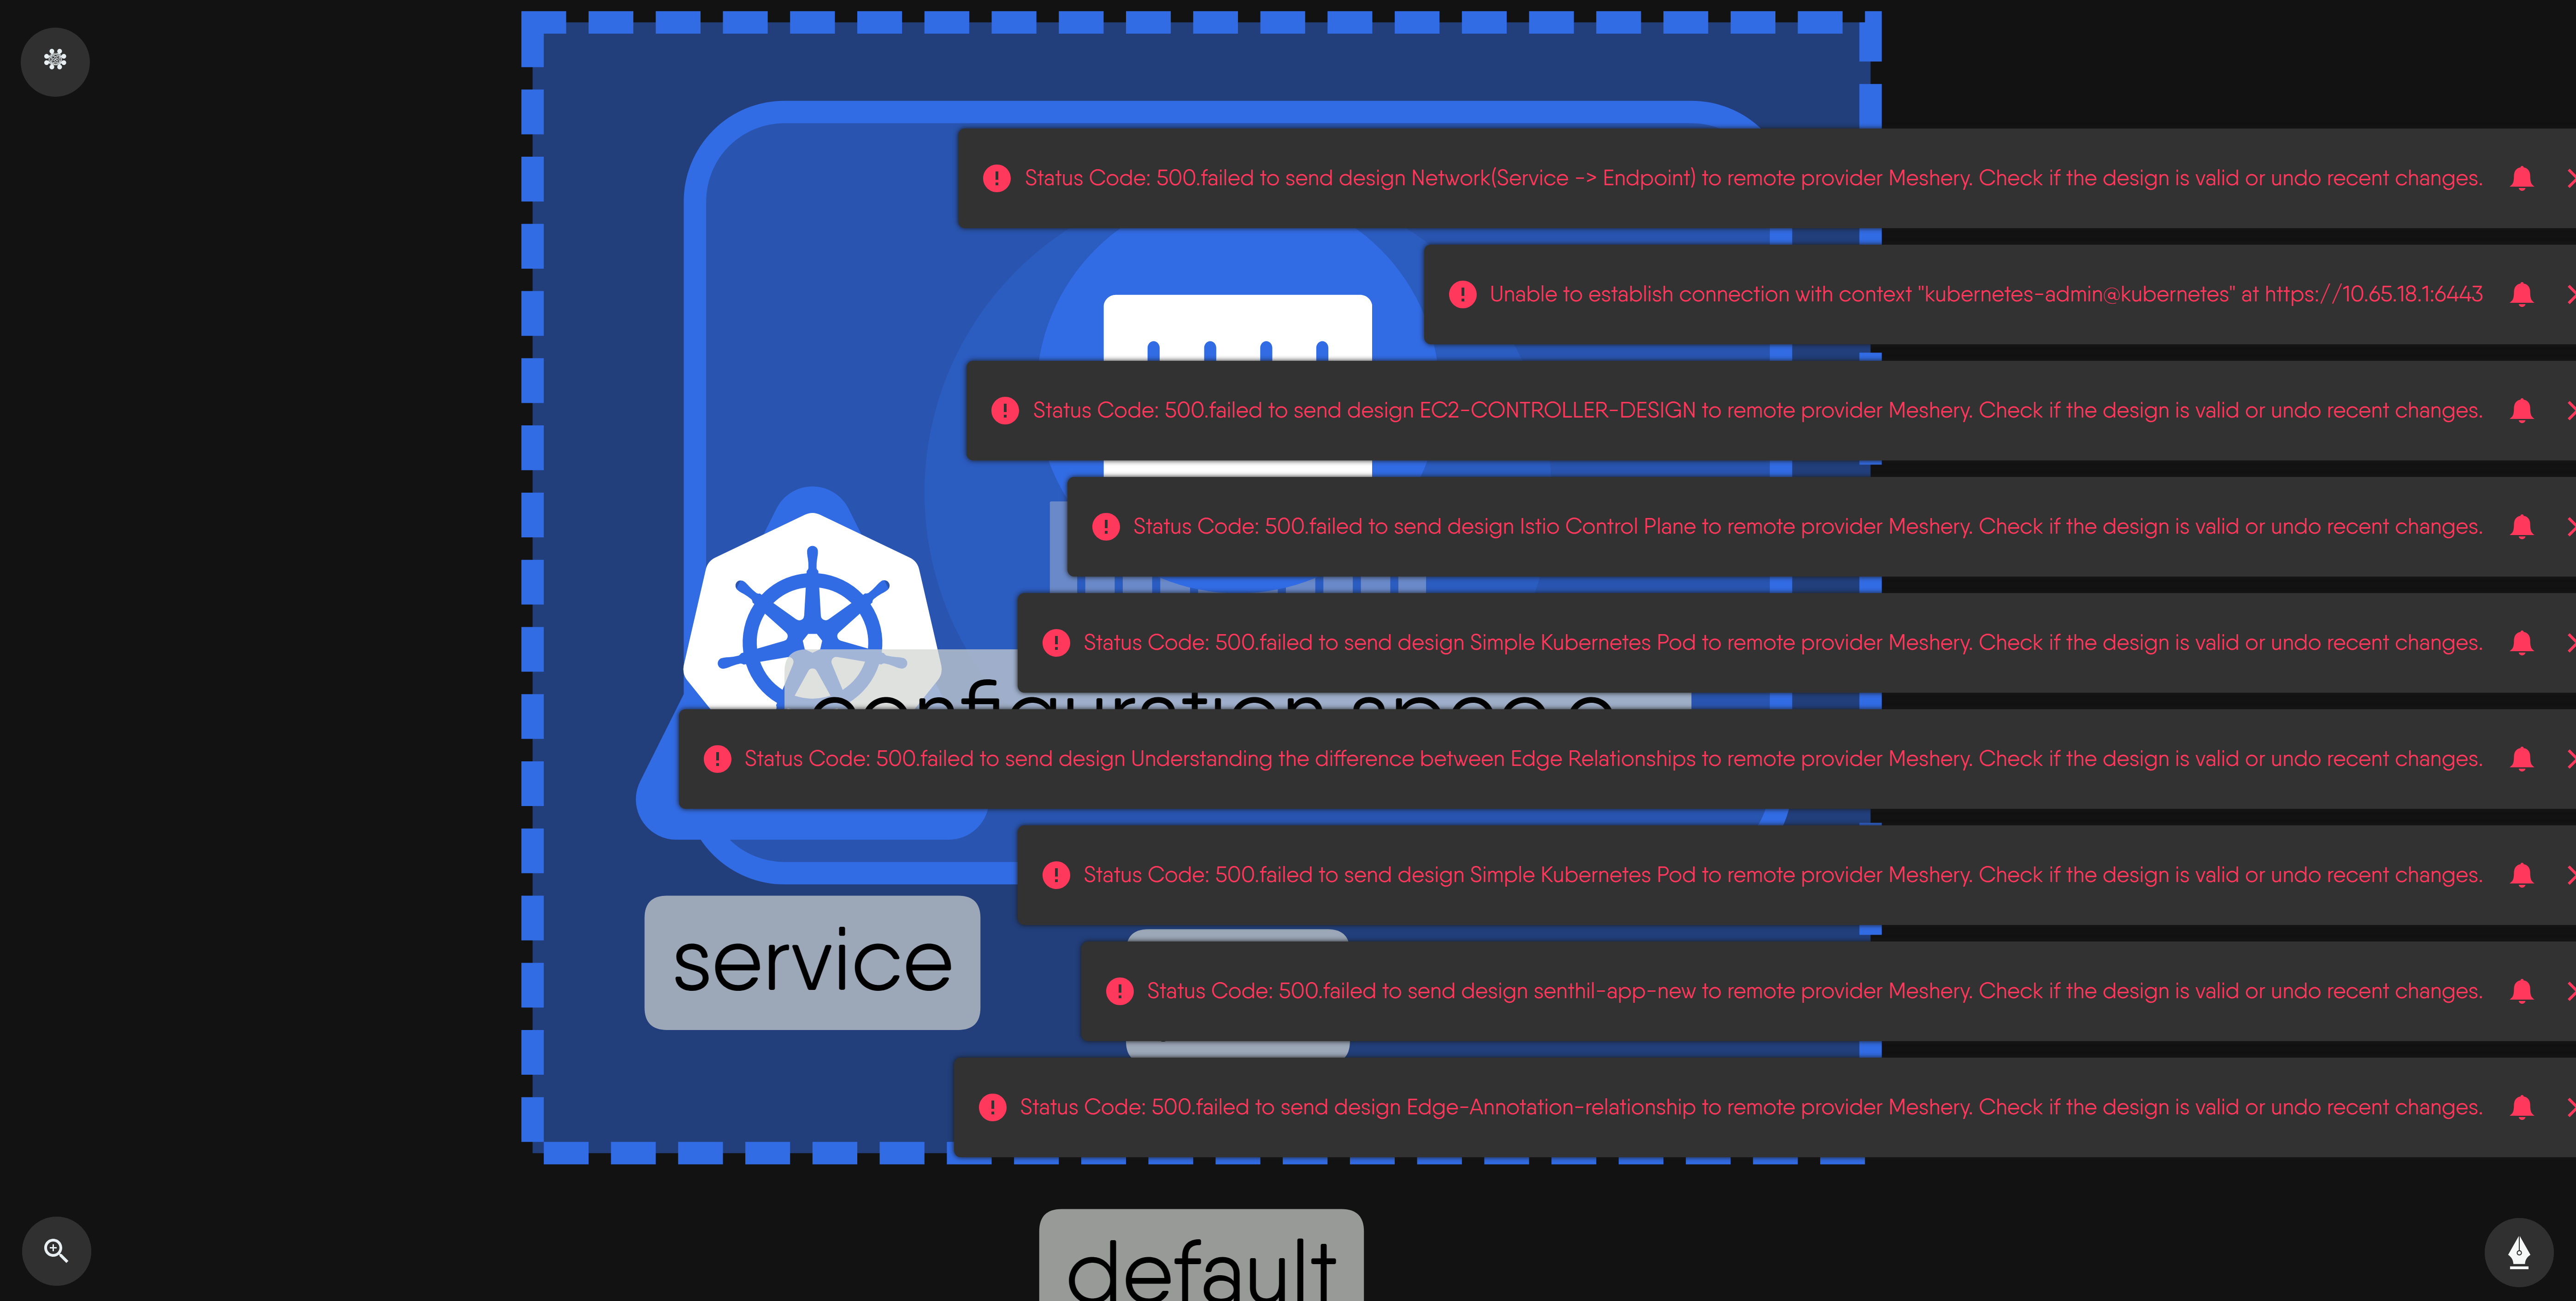 Status Code: 500.failed to send design Network(Service -> Endpoint) to remote provider Meshery. Check if the design is valid or undo recent changes.
Unable to establish connection with context "kubernetes-admin@kubernetes" at https://10.65.18.1:6443
Status Code: 500.failed to send design EC2-CONTROLLER-DESIGN to remote provider Meshery. Check if the design is valid or undo recent changes.
Status Code: 500.failed to send design Istio Control Plane to remote provider Meshery. Check if the design is valid or undo recent changes.
Status Code: 500.failed to send design Simple Kubernetes Pod to remote provider Meshery. Check if the design is valid or undo recent changes.
configuration spec
Status Code: 500.failed to send design Understanding the difference between Edge Relationships to remote provider Meshery. Check if the design is valid or undo recent changes.
Status Code: 500.failed to send design Simple Kubernetes Pod to remote provider Meshery. Check if the design is valid or undo recent changes.
service
Status Code: 500.failed to send design senthil-app-new to remote provider Meshery. Check if the design is valid or undo recent changes.
Status Code: 500.failed to send design Edge-Annotation-relationship to remote provider Meshery. Check if the design is valid or undo recent changes.
default